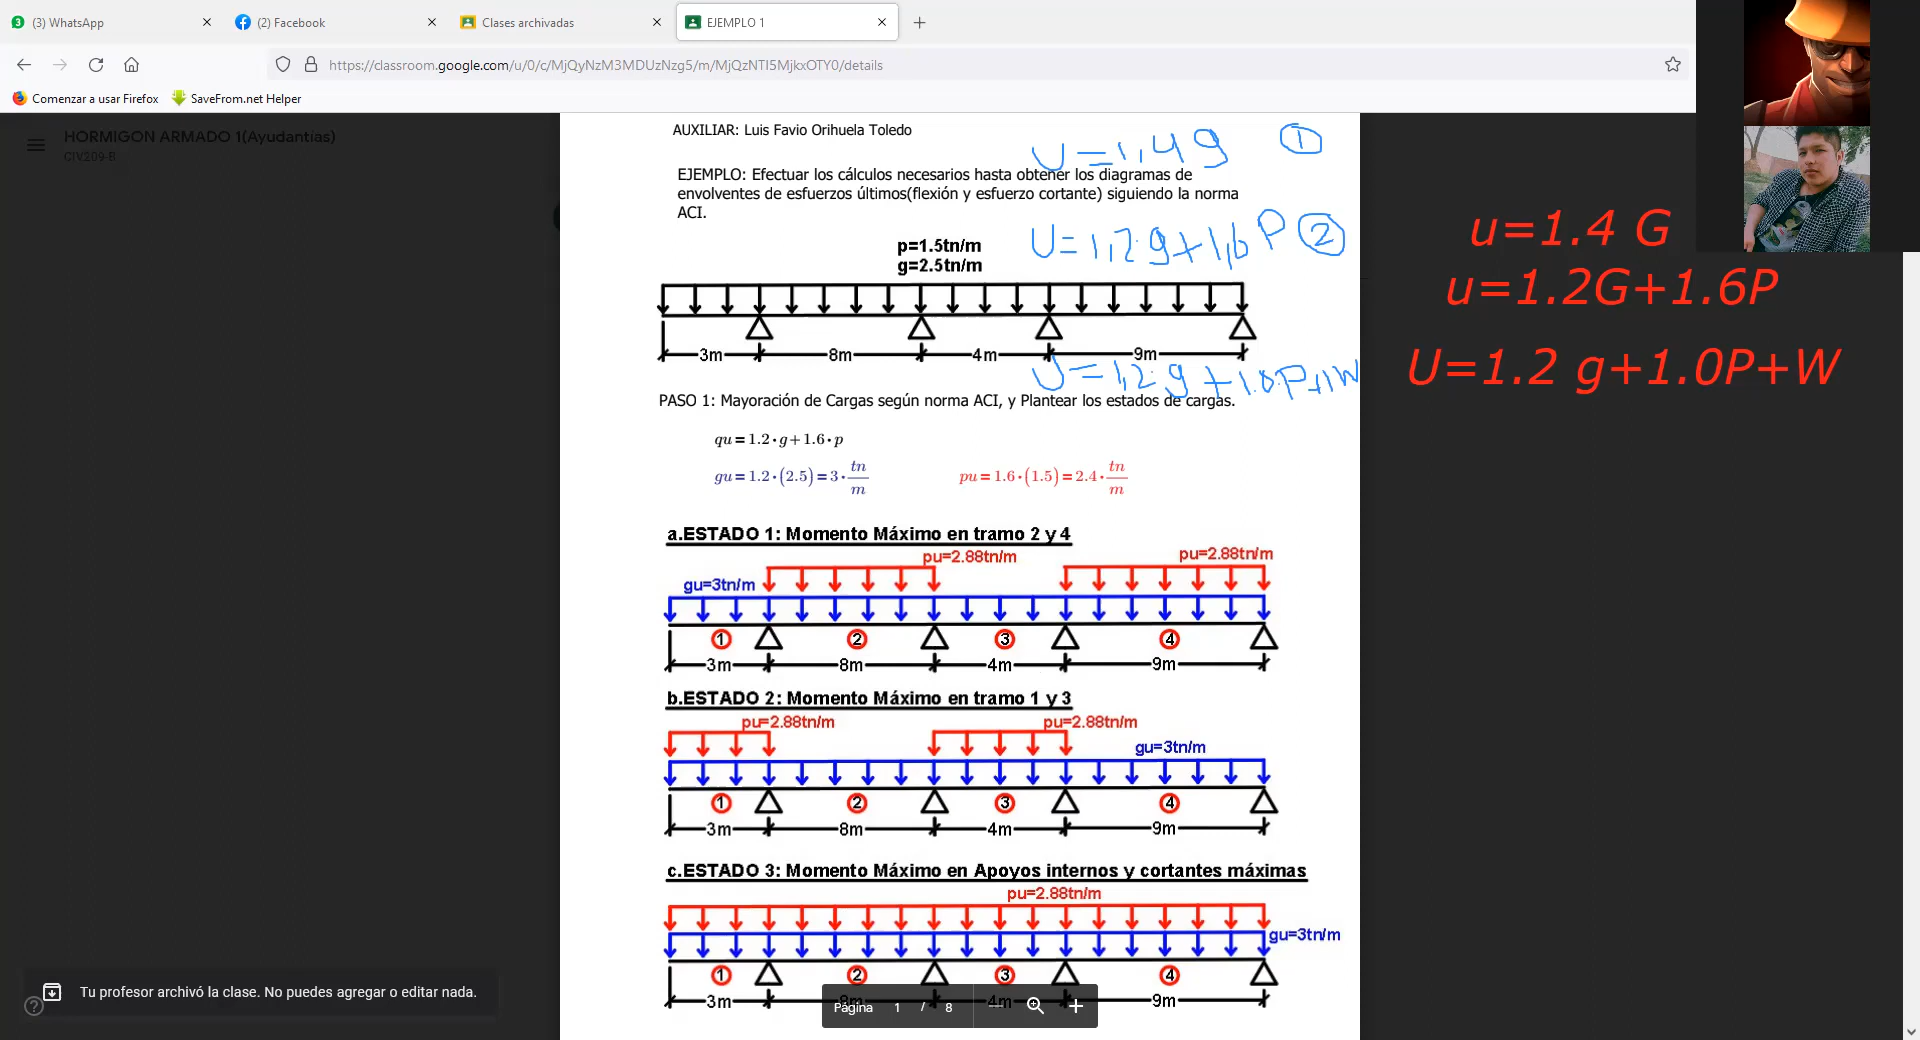 3
(3) WhatsApp
(2) Facebook
Clases archivadas
EJEMPLO 1
https://classroom.google.com/u/0/c/MjQyNzM3MDUzNzg5/m/MjQzNTI5MjkxOTY0/details
Comenzar a usar Firefox
SaveFrom.net Helper
HORMIGON ARMADO 1(Ayudantías)
CIV209-B
AUXILIAR: Luis Favio Orihuela Toledo
U=1,4g ①
EJEMPLO: Efectuar los cálculos necesarios hasta obtener los diagramas de
envolventes de esfuerzos últimos(flexión y esfuerzo cortante) siguiendo la norma
ACI.
U=1,2·g+1,6 P ②
p=1.5tn/m
g=2.5tn/m
3m 8m 4m 9m
U=1,2·g+1.0.P+1W
PASO 1: Mayoración de Cargas según norma ACI, y Plantear los estados de cargas.
qu=1.2·g+1.6·p
gu=1.2·(2.5)=3·tn/m pu=1.6·(1.5)=2.4·tn/m
a.ESTADO 1: Momento Máximo en tramo 2 y 4
pu=2.88tn/m pu=2.88tn/m
gu=3tn/m
1 2 3 4
3m 8m 4m 9m
b.ESTADO 2: Momento Máximo en tramo 1 y 3
pu=2.88tn/m pu=2.88tn/m
gu=3tn/m
1 2 3 4
3m 8m 4m 9m
c.ESTADO 3: Momento Máximo en Apoyos internos y cortantes máximas
pu=2.88tn/m
gu=3tn/m
1 2 3 4
3m 8m 4m 9m
Página 1 / 8
u=1.4 G
u=1.2G+1.6P
U=1.2 g+1.0P+W
Tu profesor archivó la clase. No puedes agregar o editar nada.